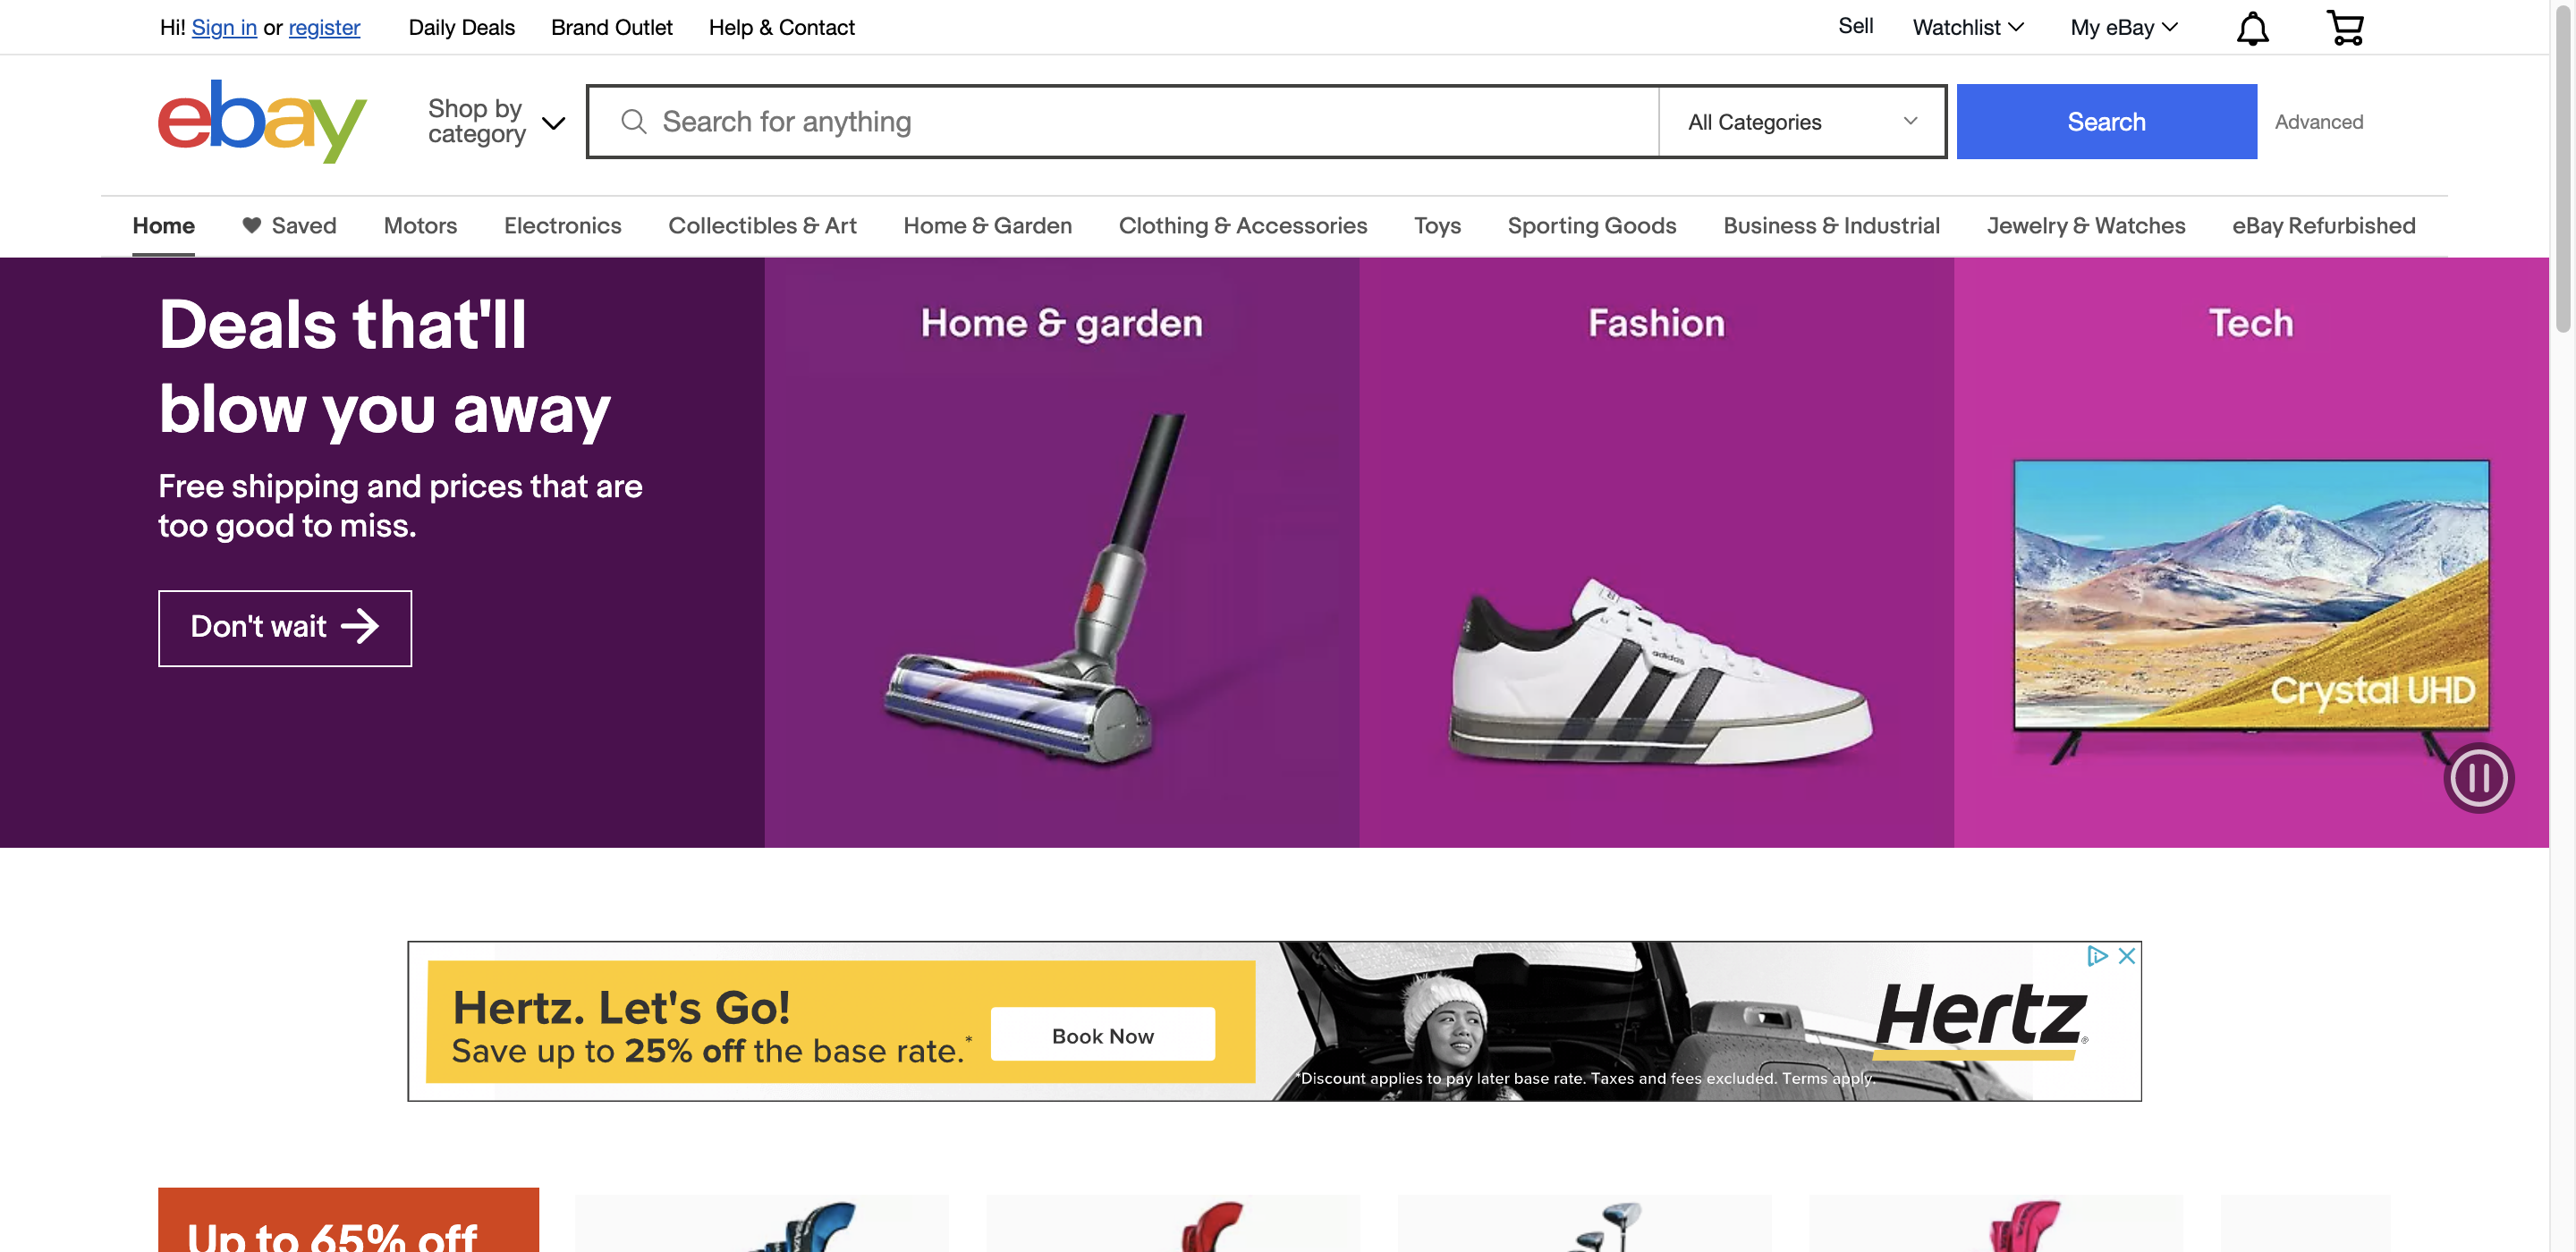 Hi! Sign in or register
Daily Deals
Brand Outlet
Help & Contact
Sell
Watchlist
My eBay
ebay
Shop by
category
Search for anything
All Categories
Search
Advanced
Home
Saved
Motors
Electronics
Collectibles & Art
Home & Garden
Clothing & Accessories
Toys
Sporting Goods
Business & Industrial
Jewelry & Watches
eBay Refurbished
Deals that'll
blow you away
Free shipping and prices that are
too good to miss.
Don't wait
Home & garden
Fashion
adidas
Tech
Crystal UHD
Hertz. Let's Go!
Save up to 25% off the base rate.*
Book Now
Hertz®
*Discount applies to pay later base rate. Taxes and fees excluded. Terms apply.
Up to 65% off